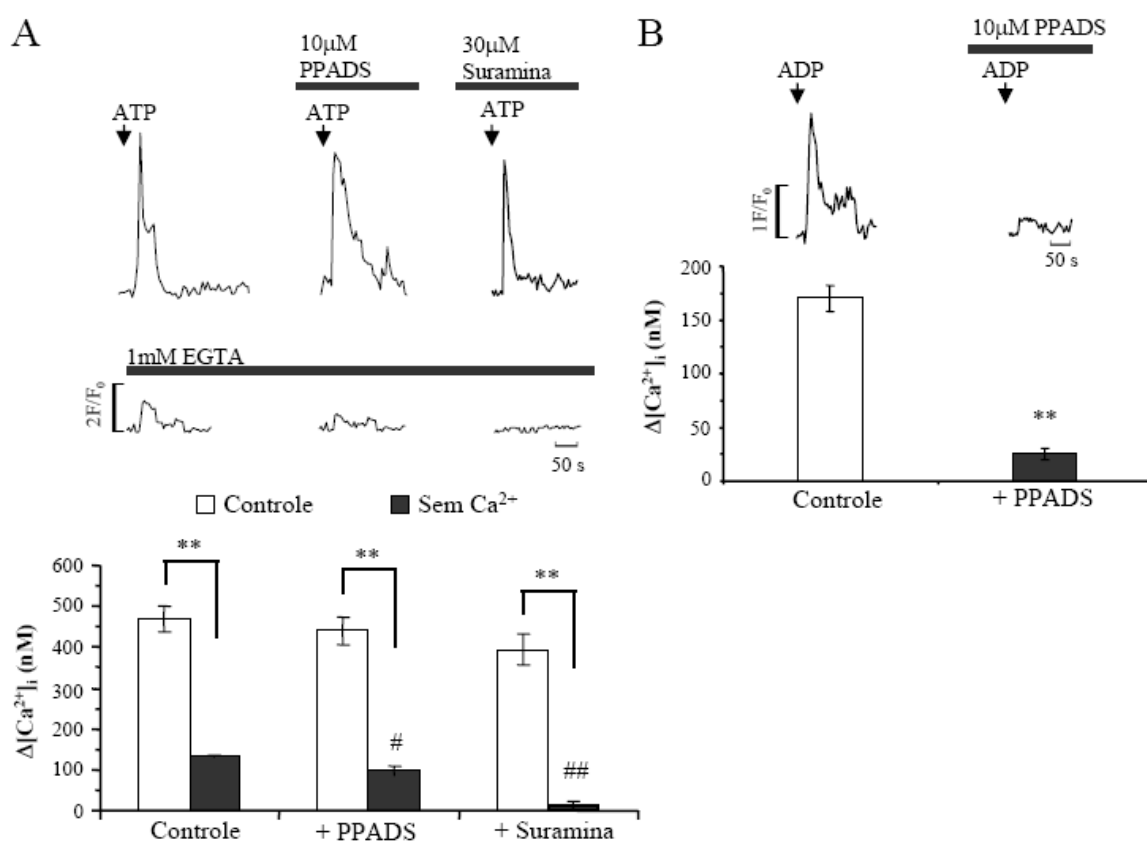 A
10μM
PPADS
30μM
Suramina
ATP
ATP
ATP
1mM EGTA
2F/F₀
50 s
Controle
Sem Ca²⁺
**
**
**
600
500
400
300
200
100
0
Δ[Ca²⁺]ᵢ (nM)
#
##
Controle
+ PPADS
+ Suramina
B
10μM PPADS
ADP
ADP
1F/F₀
50 s
200
150
100
50
0
Δ[Ca²⁺]ᵢ (nM)
**
Controle
+ PPADS